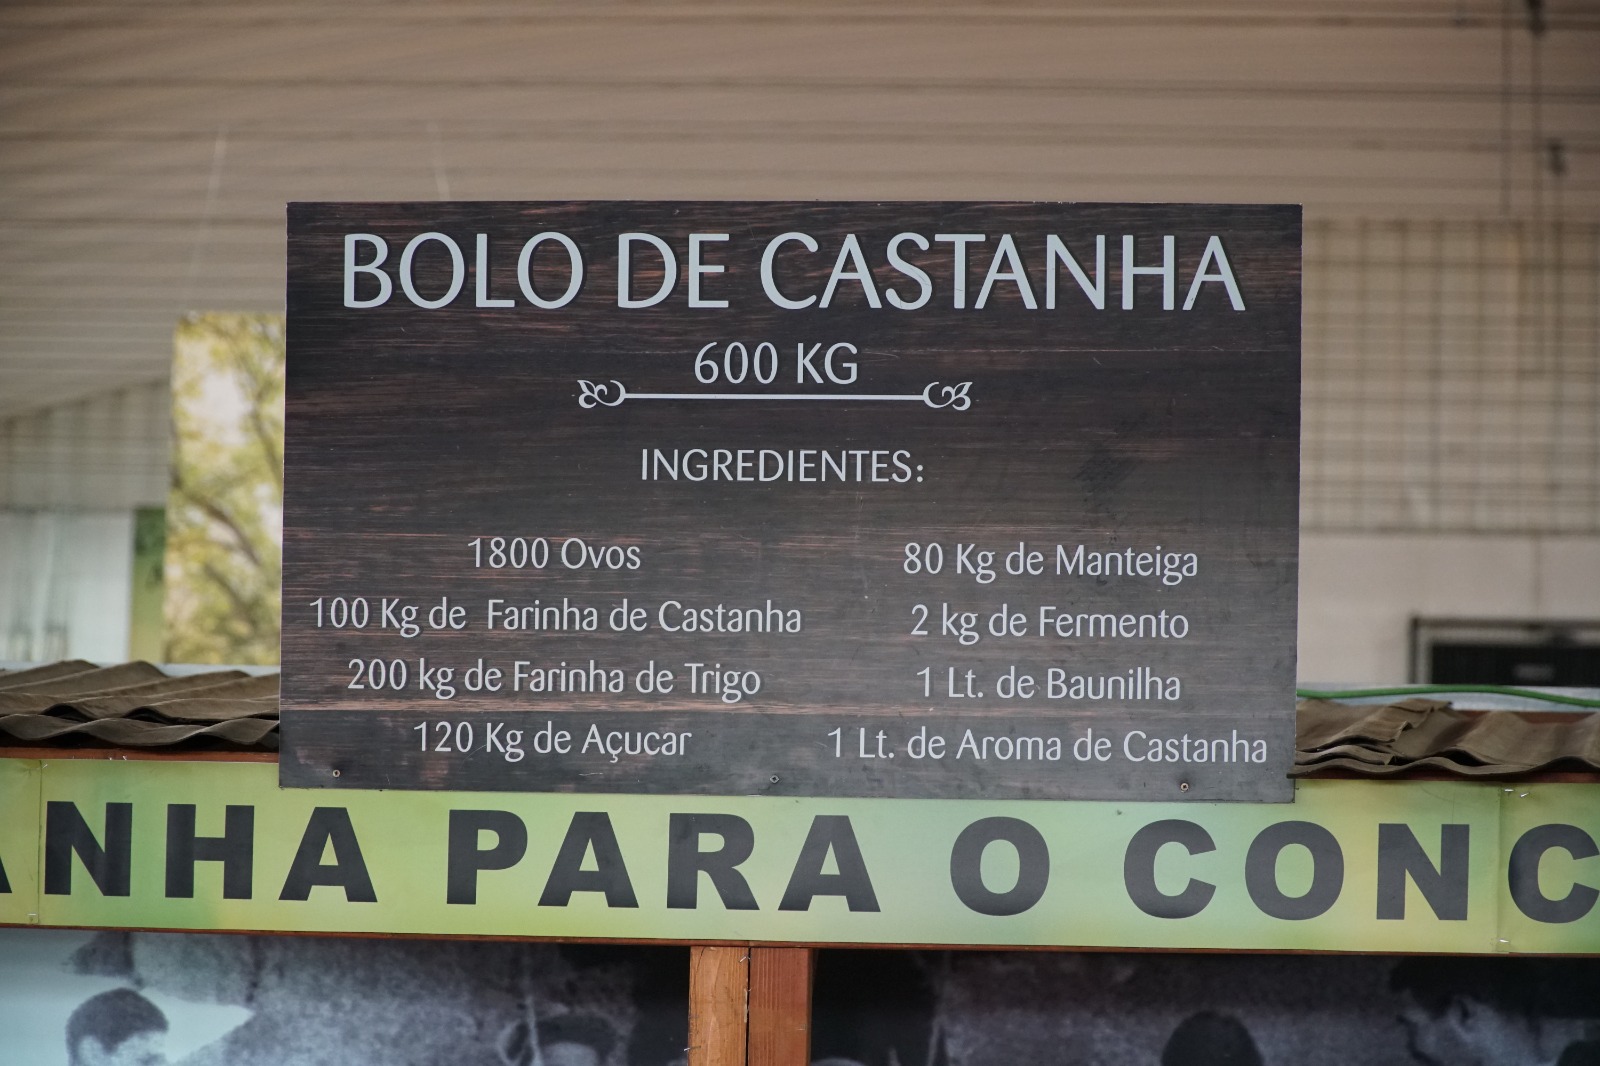 BOLO DE CASTANHA
600 KG
INGREDIENTES:
1800 Ovos
100 Kg de Farinha de Castanha
200 kg de Farinha de Trigo
120 Kg de Açucar
80 Kg de Manteiga
2 kg de Fermento
1 Lt. de Baunilha
1 Lt. de Aroma de Castanha
ANHA PARA O CONC